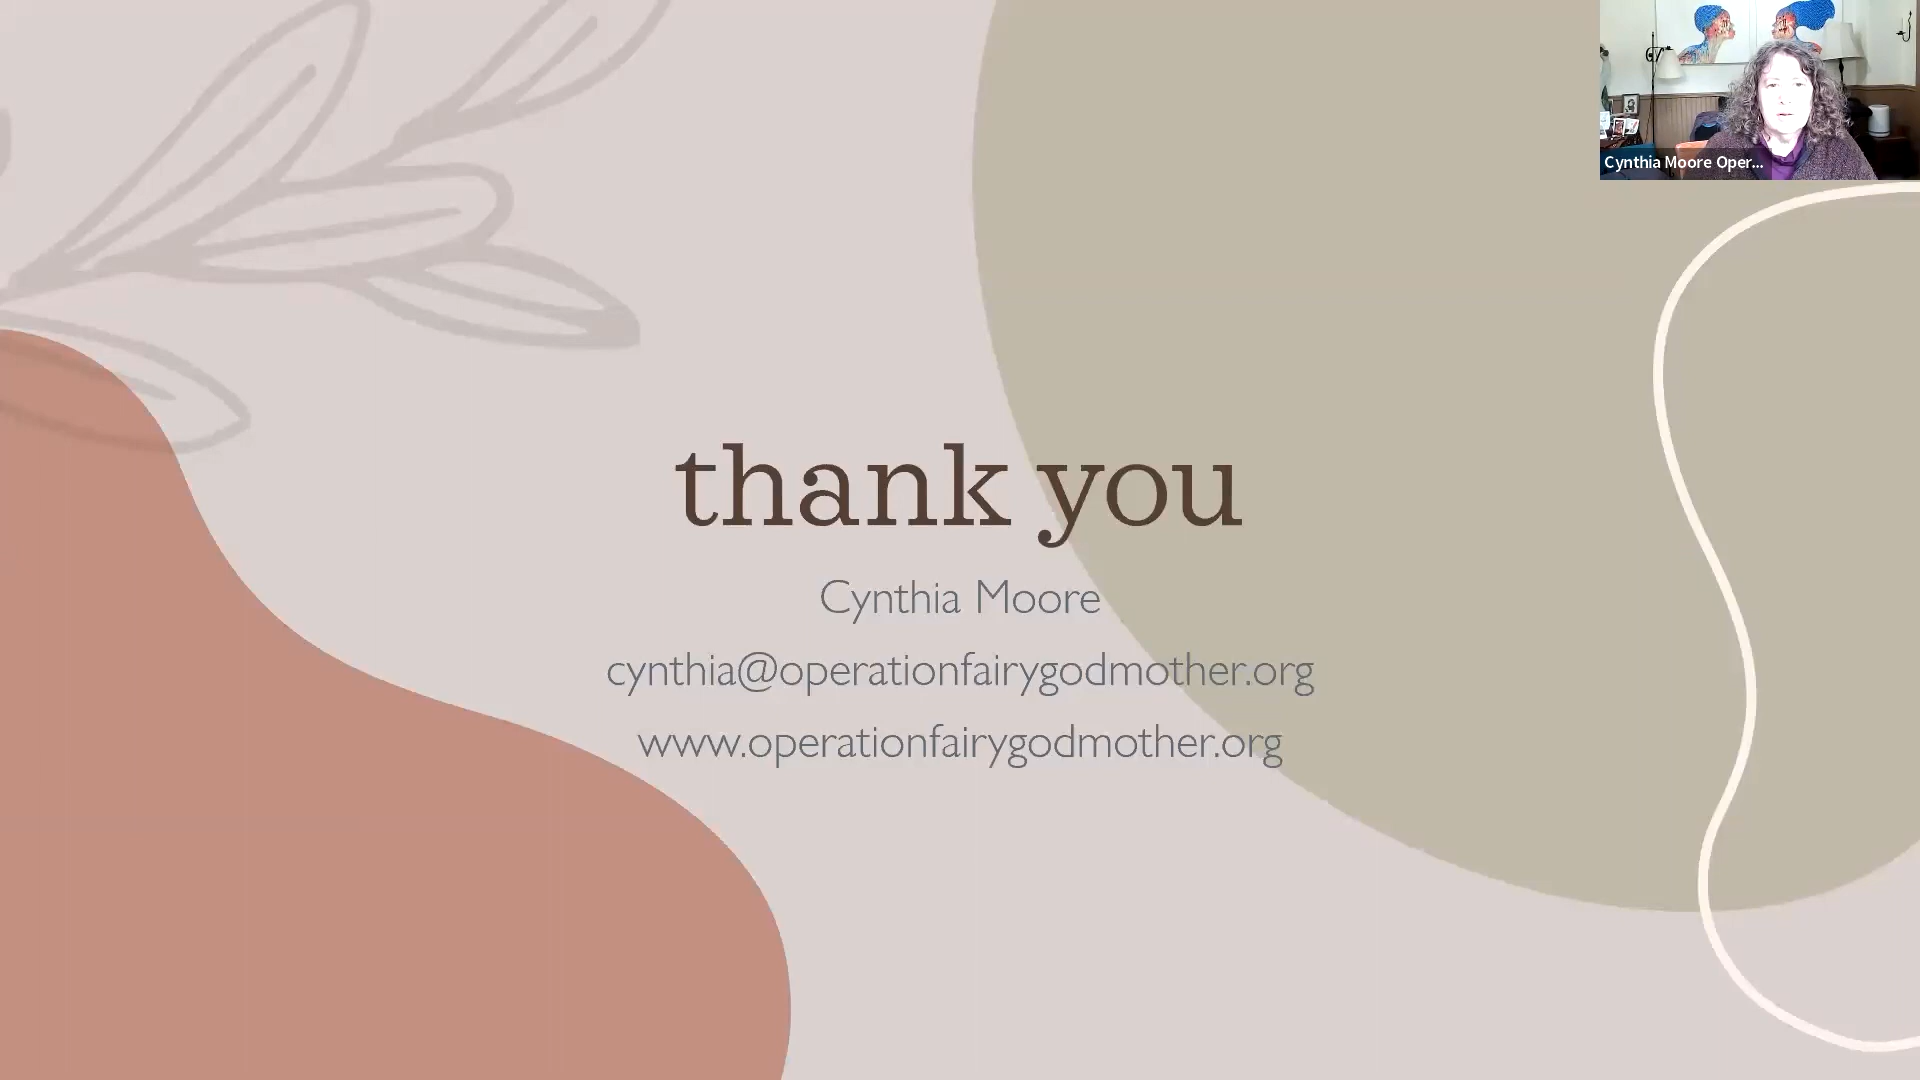 Cynthia Moore Oper...
thank you
Cynthia Moore
cynthia@operationfairygodmother.org
www.operationfairygodmother.org